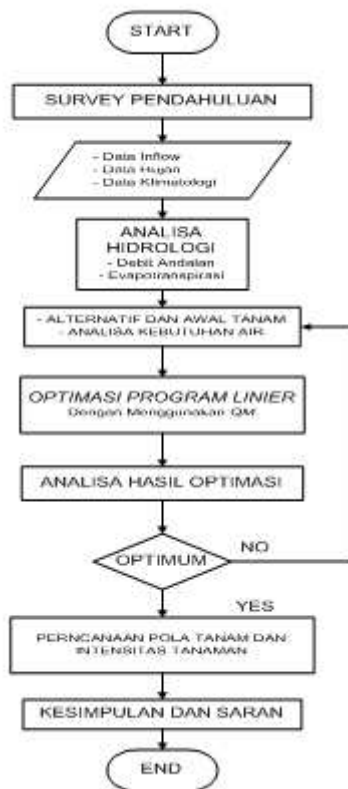 START
SURVEY PENDAHULUAN
- Data Inflow
- Data Hujan
- Data Klimatologi
ANALISA
HIDROLOGI
- Debit Andalan
- Evapotranspirasi
- ALTERNATIF DAN AWAL TANAM
- ANALISA KEBUTUHAN AIR
OPTIMASI PROGRAM LINIER
Dengan Menggunakan QM
ANALISA HASIL OPTIMASI
OPTIMUM
NO
YES
PERNCANAAN POLA TANAM DAN
INTENSITAS TANAMAN
KESIMPULAN DAN SARAN
END